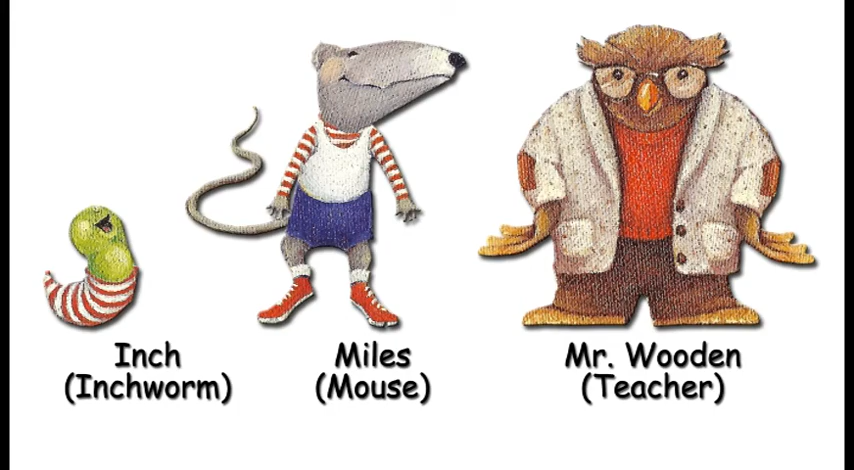 Inch
(Inchworm)
Miles
(Mouse)
Mr. Wooden
(Teacher)